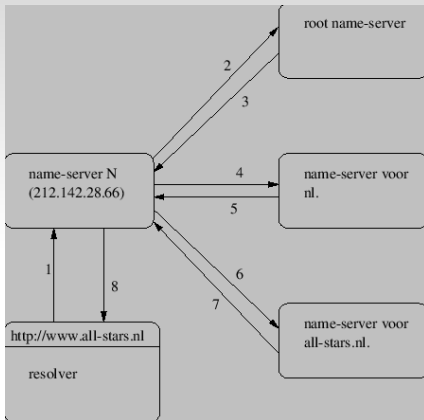 root name-server
2
3
name-server N
(212.142.28.66)
4
5
name-server voor
nl.
6
7
1
8
name-server voor
all-stars.nl.
http://www.all-stars.nl
resolver